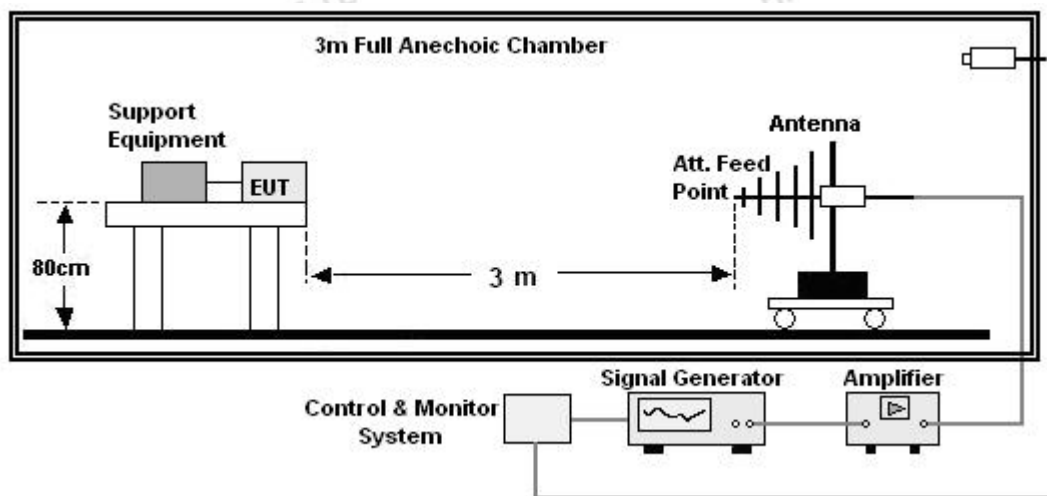 3m Full Anechoic Chamber
Support
Equipment
EUT
Antenna
Att. Feed
Point
80cm
3 m
Signal Generator
Amplifier
Control & Monitor
System